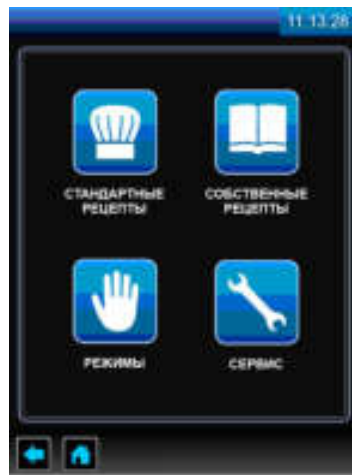 11:13:28
СТАНДАРТНЫЕ
РЕЦЕПТЫ
СОБСТВЕННЫЕ
РЕЦЕПТЫ
РЕЖИМЫ
СЕРВИС